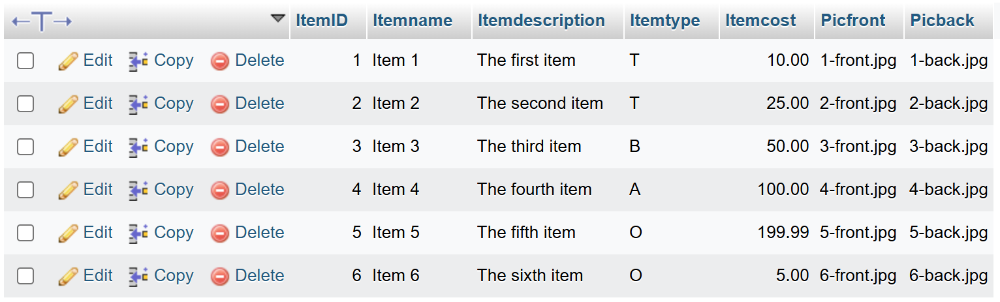 ItemID Itemname Itemdescription Itemtype Itemcost Picfront Picback
Edit Copy Delete 1 Item 1 The first item T 10.00 1-front.jpg 1-back.jpg
Edit Copy Delete 2 Item 2 The second item T 25.00 2-front.jpg 2-back.jpg
Edit Copy Delete 3 Item 3 The third item B 50.00 3-front.jpg 3-back.jpg
Edit Copy Delete 4 Item 4 The fourth item A 100.00 4-front.jpg 4-back.jpg
Edit Copy Delete 5 Item 5 The fifth item O 199.99 5-front.jpg 5-back.jpg
Edit Copy Delete 6 Item 6 The sixth item O 5.00 6-front.jpg 6-back.jpg